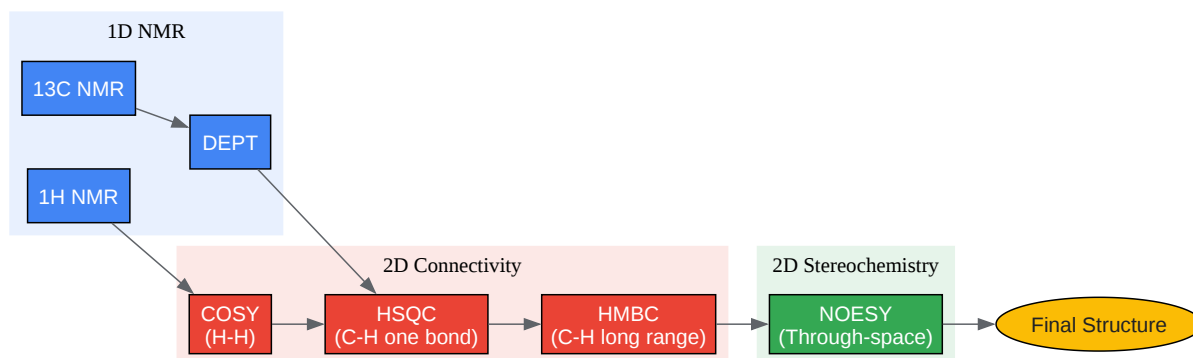 1D NMR
13C NMR
DEPT
1H NMR
2D Connectivity
2D Stereochemistry
COSY
(H-H)
HSQC
(C-H one bond)
HMBC
(C-H long range)
NOESY
(Through-space)
Final Structure